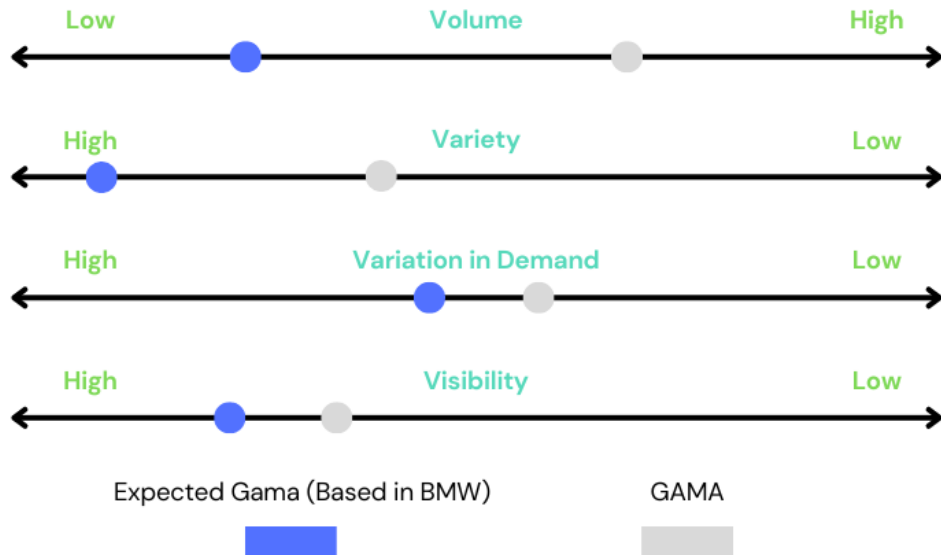 Low Volume High
High Variety Low
High Variation in Demand Low
High Visibility Low
Expected Gama (Based in BMW) GAMA